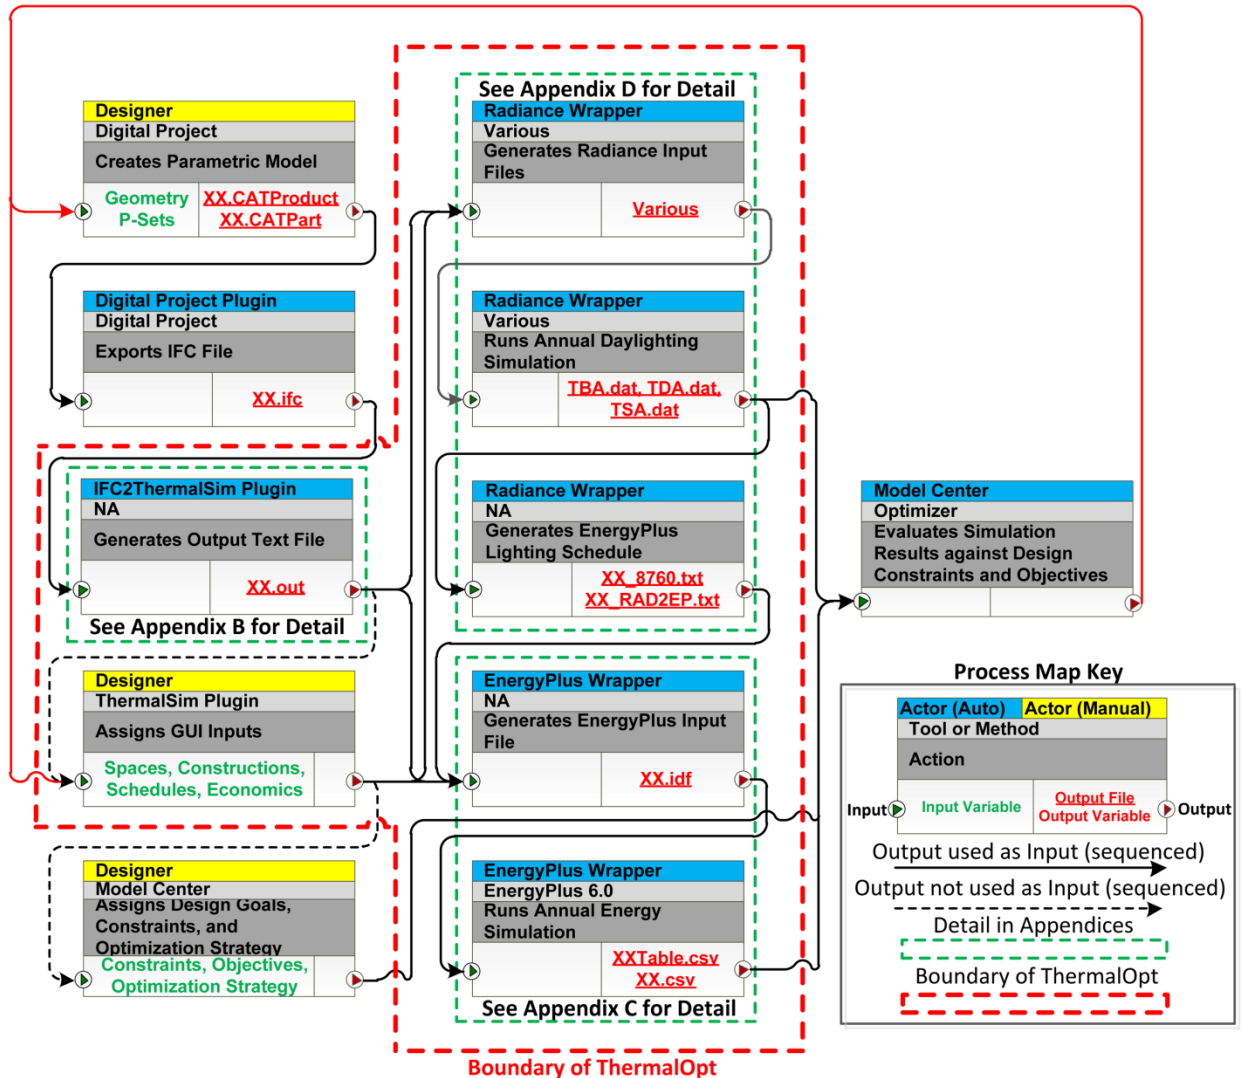 Designer
Digital Project
Creates Parametric Model
Geometry
P-Sets
XX.CATProduct
XX.CATPart
Digital Project Plugin
Digital Project
Exports IFC File
XX.ifc
IFC2ThermalSim Plugin
NA
Generates Output Text File
XX.out
See Appendix B for Detail
Designer
ThermalSim Plugin
Assigns GUI Inputs
Spaces, Constructions,
Schedules, Economics
Designer
Model Center
Assigns Design Goals,
Constraints, and
Optimization Strategy
Constraints, Objectives,
Optimization Strategy
See Appendix D for Detail
Radiance Wrapper
Various
Generates Radiance Input
Files
Various
Radiance Wrapper
Various
Runs Annual Daylighting
Simulation
TBA.dat, TDA.dat,
TSA.dat
Radiance Wrapper
NA
Generates EnergyPlus
Lighting Schedule
XX_8760.txt
XX_RAD2EP.txt
EnergyPlus Wrapper
NA
Generates EnergyPlus Input
File
XX.idf
EnergyPlus Wrapper
EnergyPlus 6.0
Runs Annual Energy
Simulation
XXTable.csv
XX.csv
See Appendix C for Detail
Boundary of ThermalOpt
Model Center
Optimizer
Evaluates Simulation
Results against Design
Constraints and Objectives
Process Map Key
Actor (Auto)
Actor (Manual)
Tool or Method
Action
Input
Input Variable
Output File
Output Variable
Output
Output used as Input (sequenced)
Output not used as Input (sequenced)
Detail in Appendices
Boundary of ThermalOpt